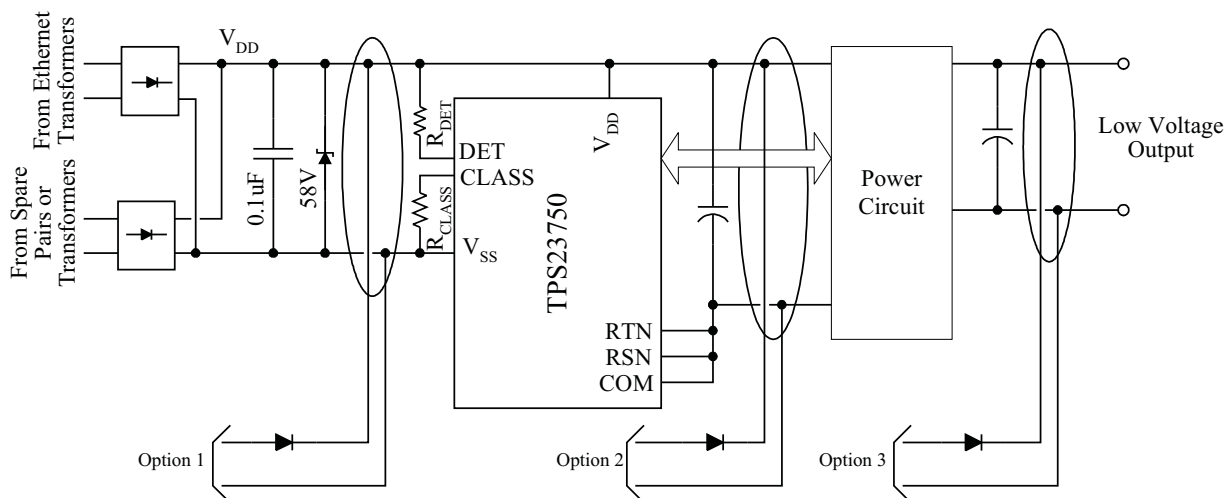 From Ethernet
Transformers
From Spare
Pairs or
Transformers
V_DD
0.1uF
58V
R_DET
DET
CLASS
R_CLASS
V_SS
V_DD
TPS23750
RTN
RSN
COM
Power
Circuit
Low Voltage
Output
Option 1
Option 2
Option 3